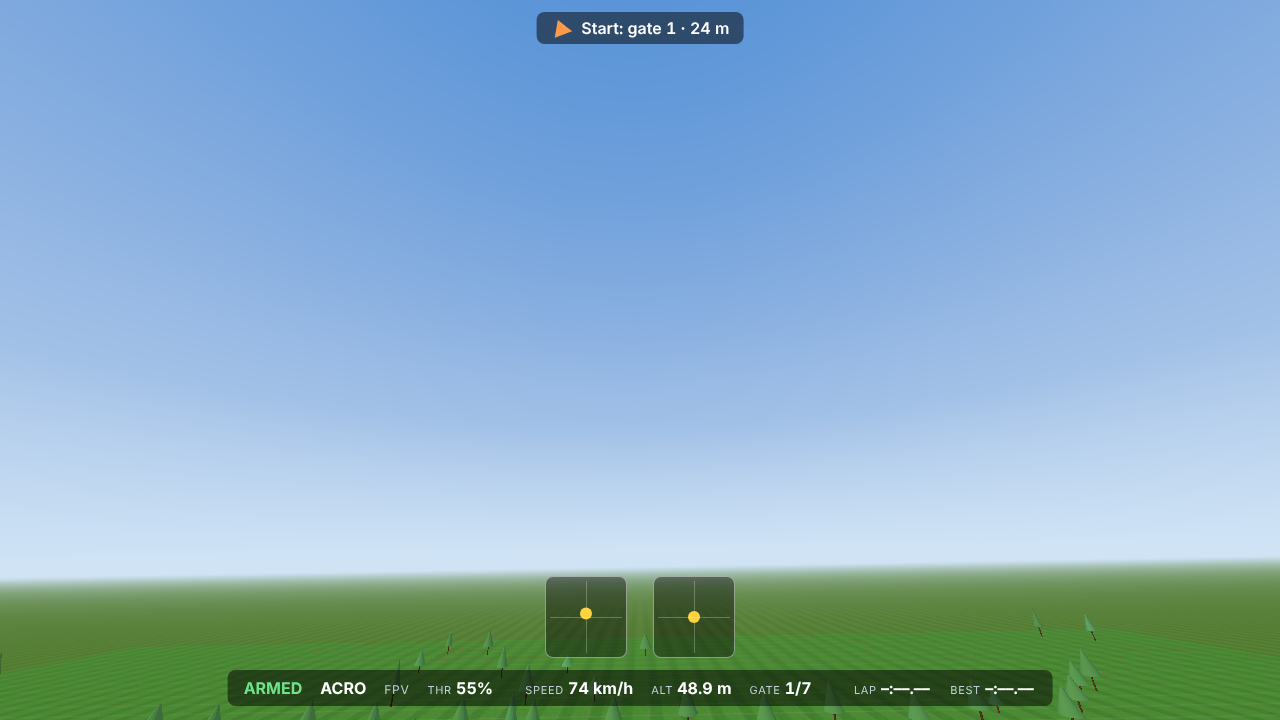 Start: gate 1 · 24 m
ARMED ACRO FPV THR 55% SPEED 74 km/h ALT 48.9 m GATE 1/7 LAP –:––.–– BEST –:––.––